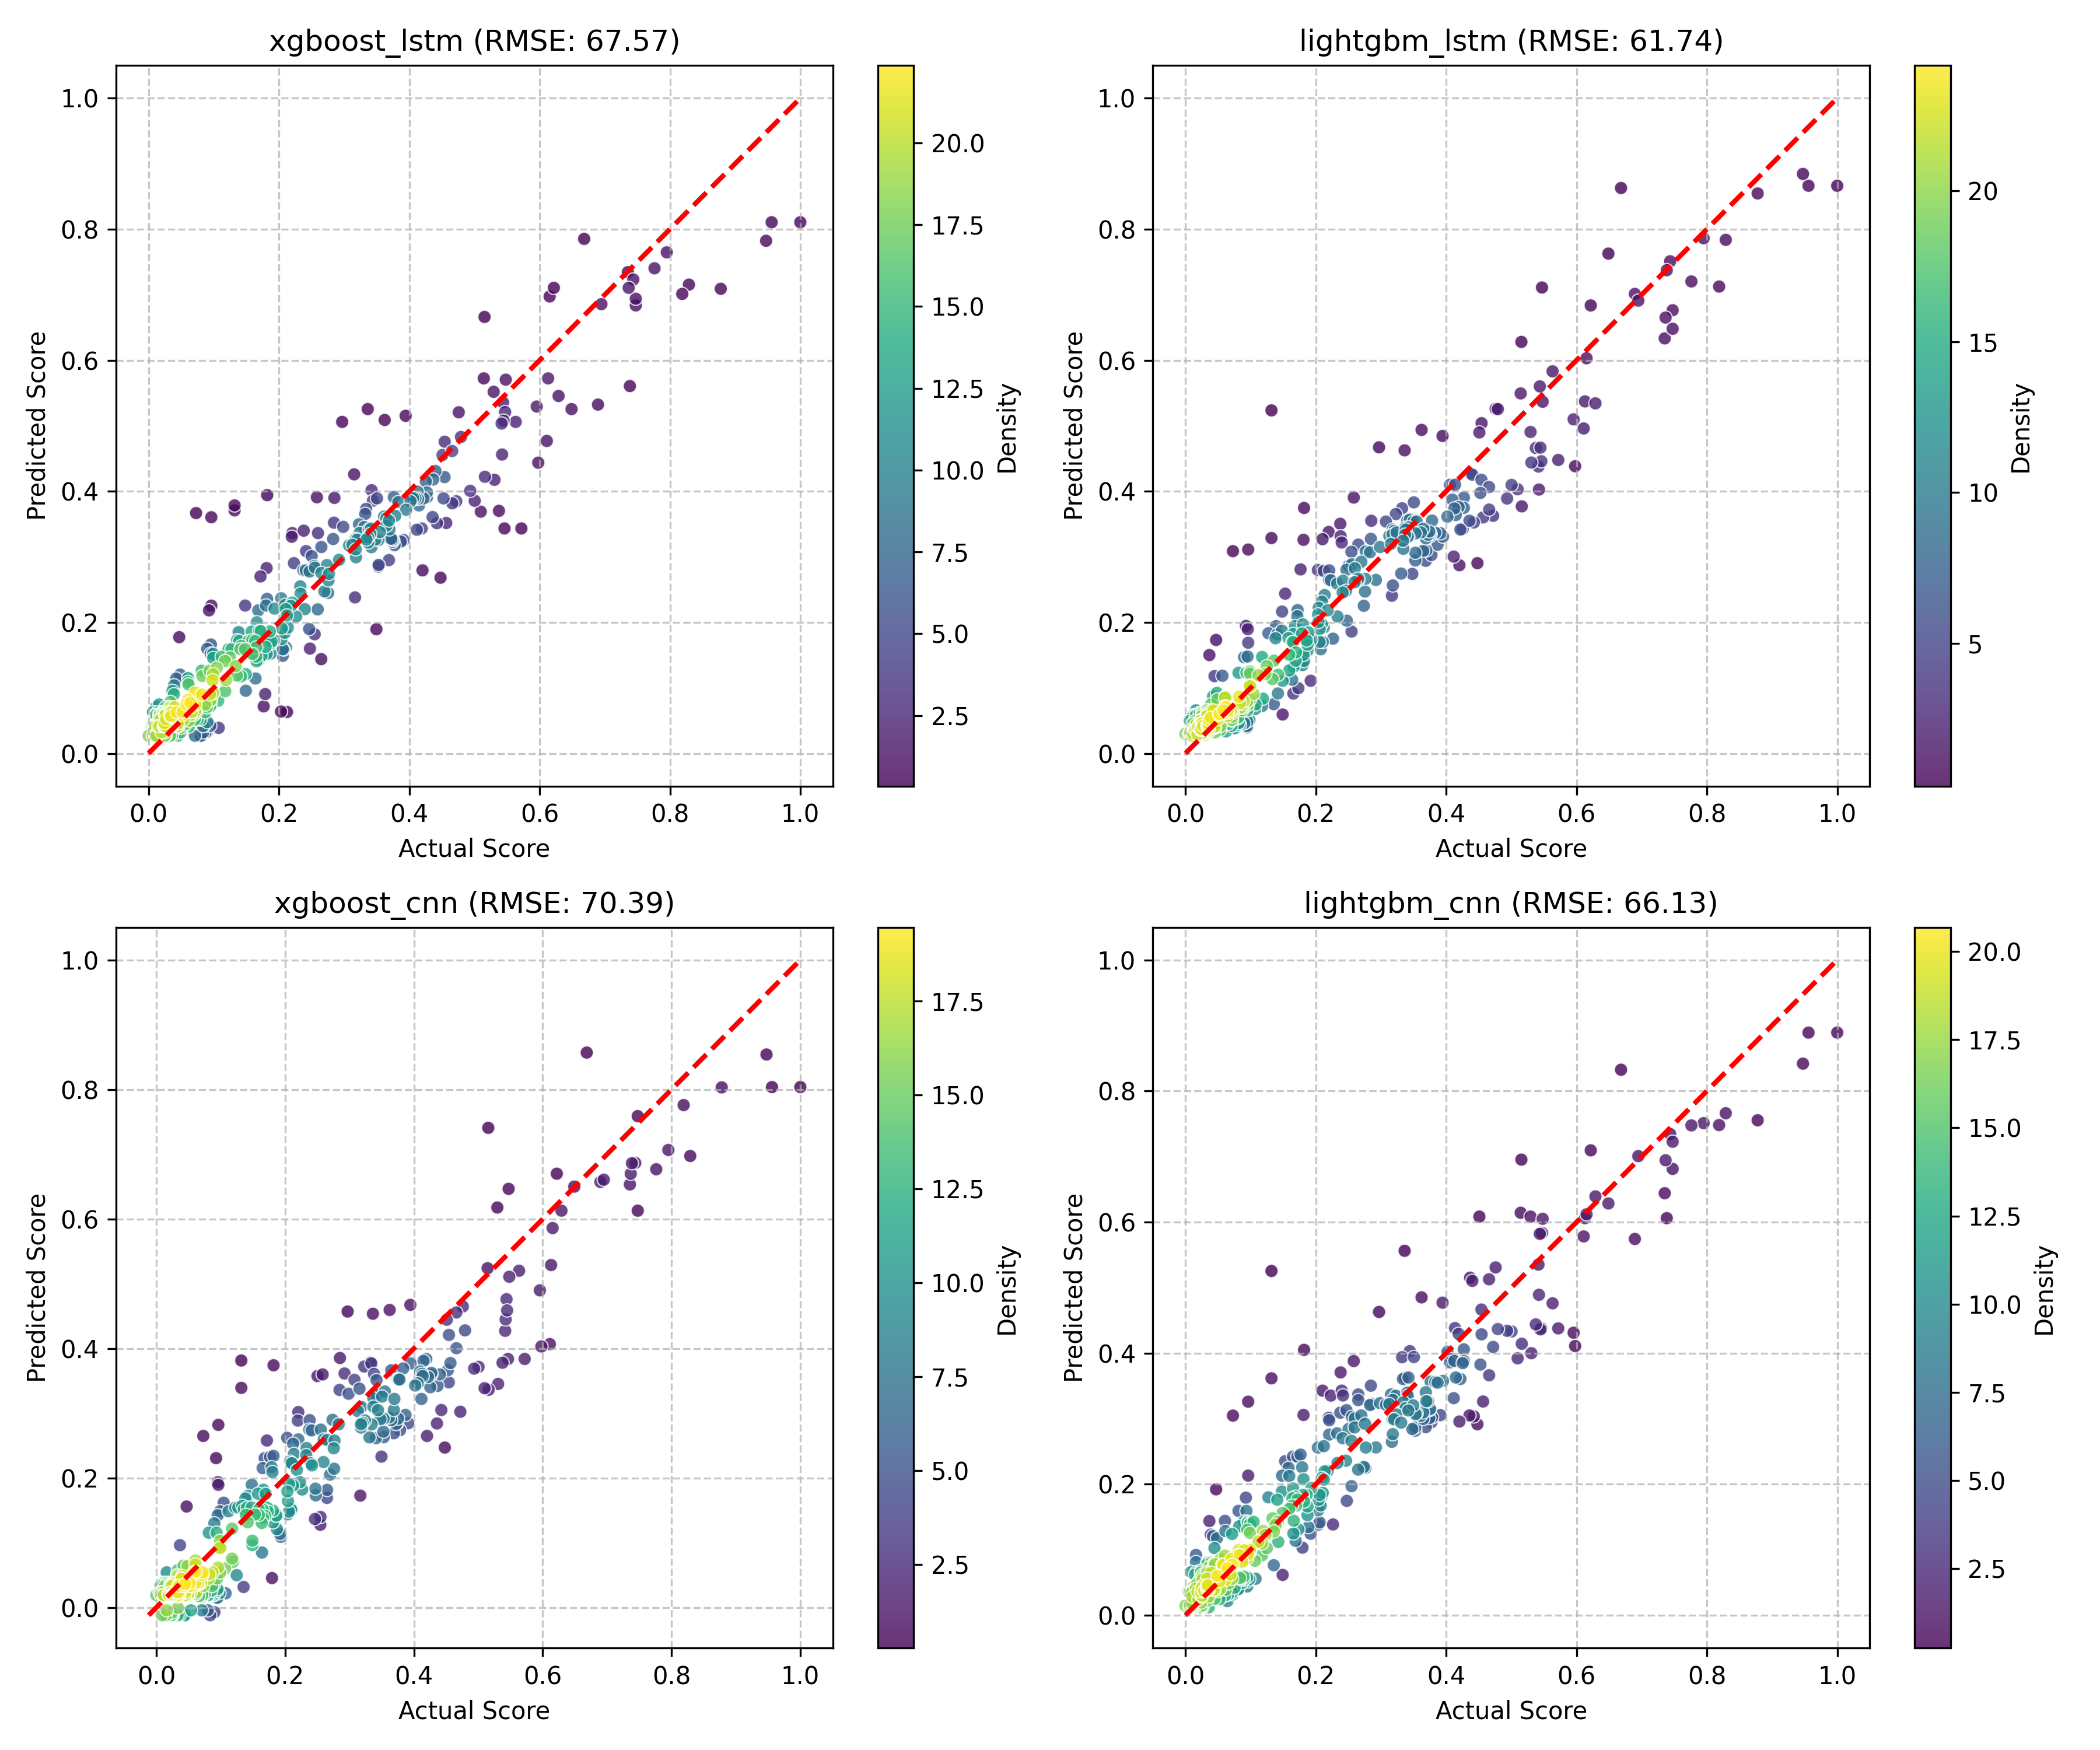 xgboost_lstm (RMSE: 67.57)
1.0
0.8
0.6
0.4
0.2
0.0
Predicted Score
0.0 0.2 0.4 0.6 0.8 1.0
Actual Score
20.0
17.5
15.0
12.5
10.0
7.5
5.0
2.5
Density
lightgbm_lstm (RMSE: 61.74)
1.0
0.8
0.6
0.4
0.2
0.0
Predicted Score
0.0 0.2 0.4 0.6 0.8 1.0
Actual Score
20
15
10
5
Density
xgboost_cnn (RMSE: 70.39)
1.0
0.8
0.6
0.4
0.2
0.0
Predicted Score
0.0 0.2 0.4 0.6 0.8 1.0
Actual Score
17.5
15.0
12.5
10.0
7.5
5.0
2.5
Density
lightgbm_cnn (RMSE: 66.13)
1.0
0.8
0.6
0.4
0.2
0.0
Predicted Score
0.0 0.2 0.4 0.6 0.8 1.0
Actual Score
20.0
17.5
15.0
12.5
10.0
7.5
5.0
2.5
Density